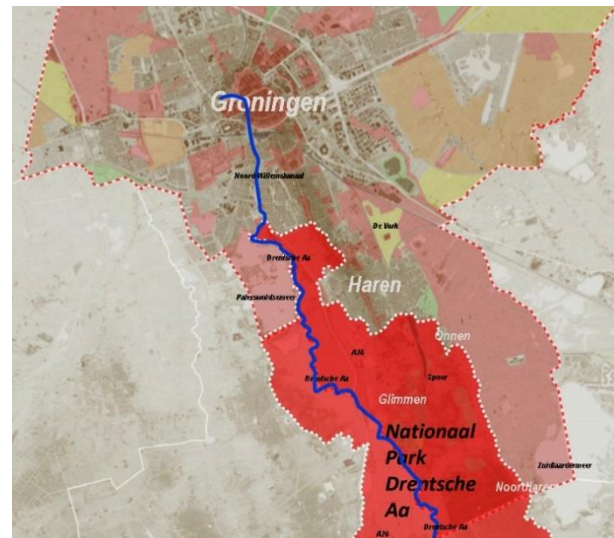 Groningen
Noord Willemskanaal
De Vork
Drentsche Aa
Haren
Paterswoldsemeer
Onnen
A28
Spoor
Drentsche Aa
Glimmen
Nationaal
Park
Drentsche
Aa
Zuidlaardermeer
Noordlaren
Drentsche Aa
A28